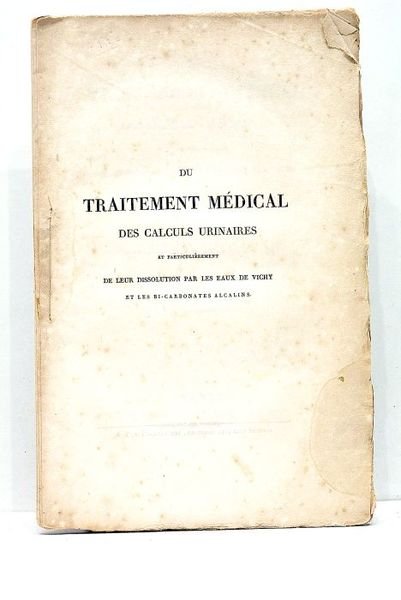 DU
TRAITEMENT MÉDICAL
DES CALCULS URINAIRES
ET PARTICULIÈREMENT
DE LEUR DISSOLUTION PAR LES EAUX DE VICHY
ET LES BI-CARBONATES ALCALINS.